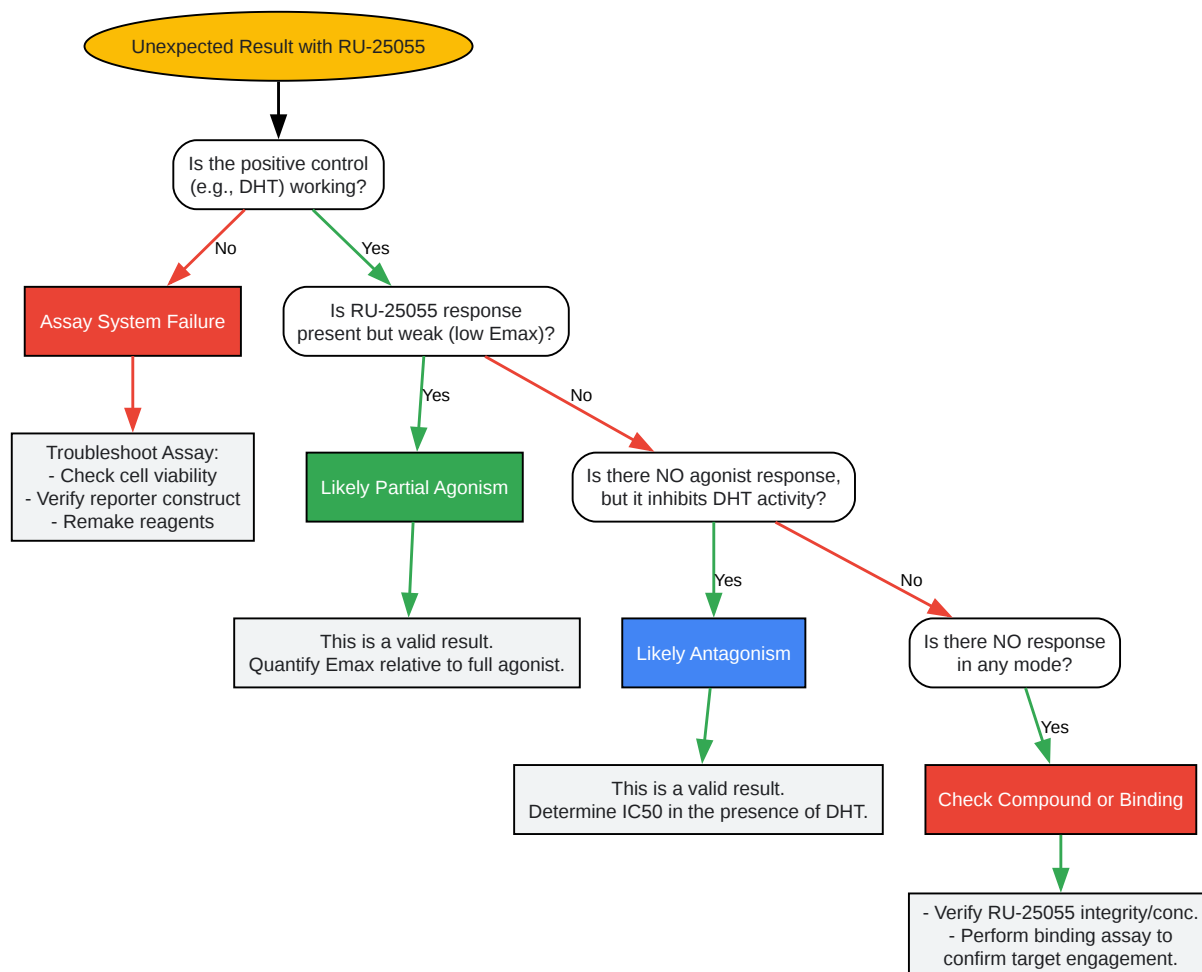 Unexpected Result with RU-25055
Is the positive control
(e.g., DHT) working?
No
Yes
Assay System Failure
Is RU-25055 response
present but weak (low Emax)?
Troubleshoot Assay:
- Check cell viability
- Verify reporter construct
- Remake reagents
Yes
No
Likely Partial Agonism
Is there NO agonist response,
but it inhibits DHT activity?
This is a valid result.
Quantify Emax relative to full agonist.
Yes
No
Likely Antagonism
Is there NO response
in any mode?
This is a valid result.
Determine IC50 in the presence of DHT.
Yes
Check Compound or Binding
- Verify RU-25055 integrity/conc.
- Perform binding assay to
confirm target engagement.